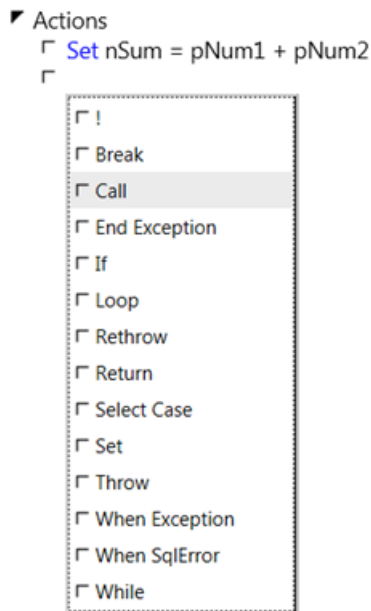 Actions
Set nSum = pNum1 + pNum2
!
Break
Call
End Exception
If
Loop
Rethrow
Return
Select Case
Set
Throw
When Exception
When SqlError
While